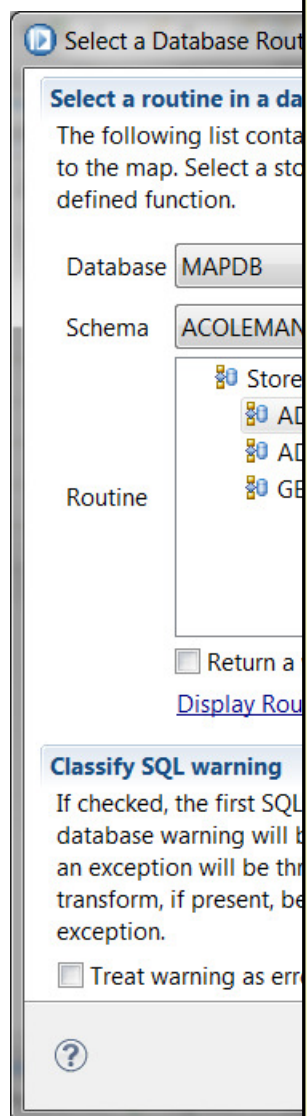 Select a Database Rout
Select a routine in a da
The following list conta
to the map. Select a sto
defined function.
Database MAPDB
Schema ACOLEMAN
Store
AD
AD
GE
Routine
Return a
Display Rou
Classify SQL warning
If checked, the first SQL
database warning will b
an exception will be thr
transform, if present, be
exception.
Treat warning as erro
?